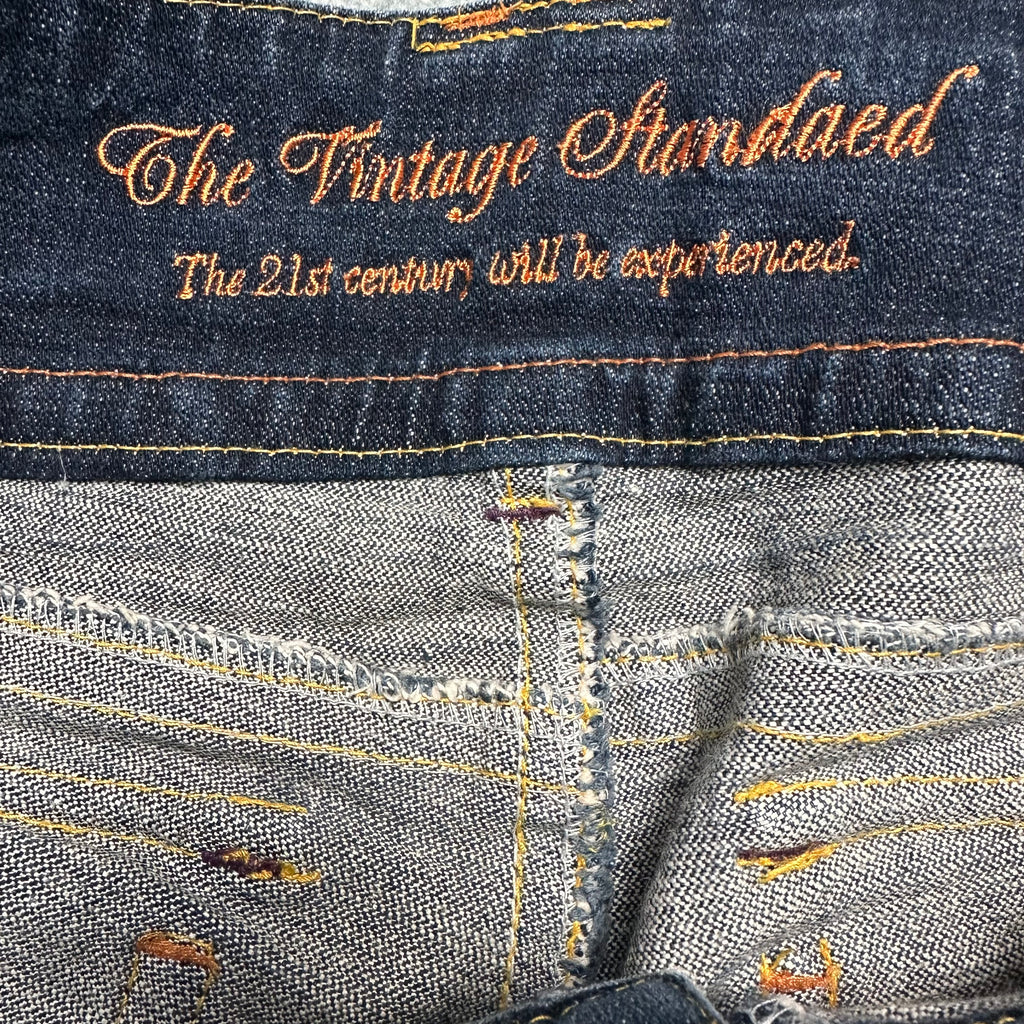 The Vintage Standaed
The 21st century will be experienced.